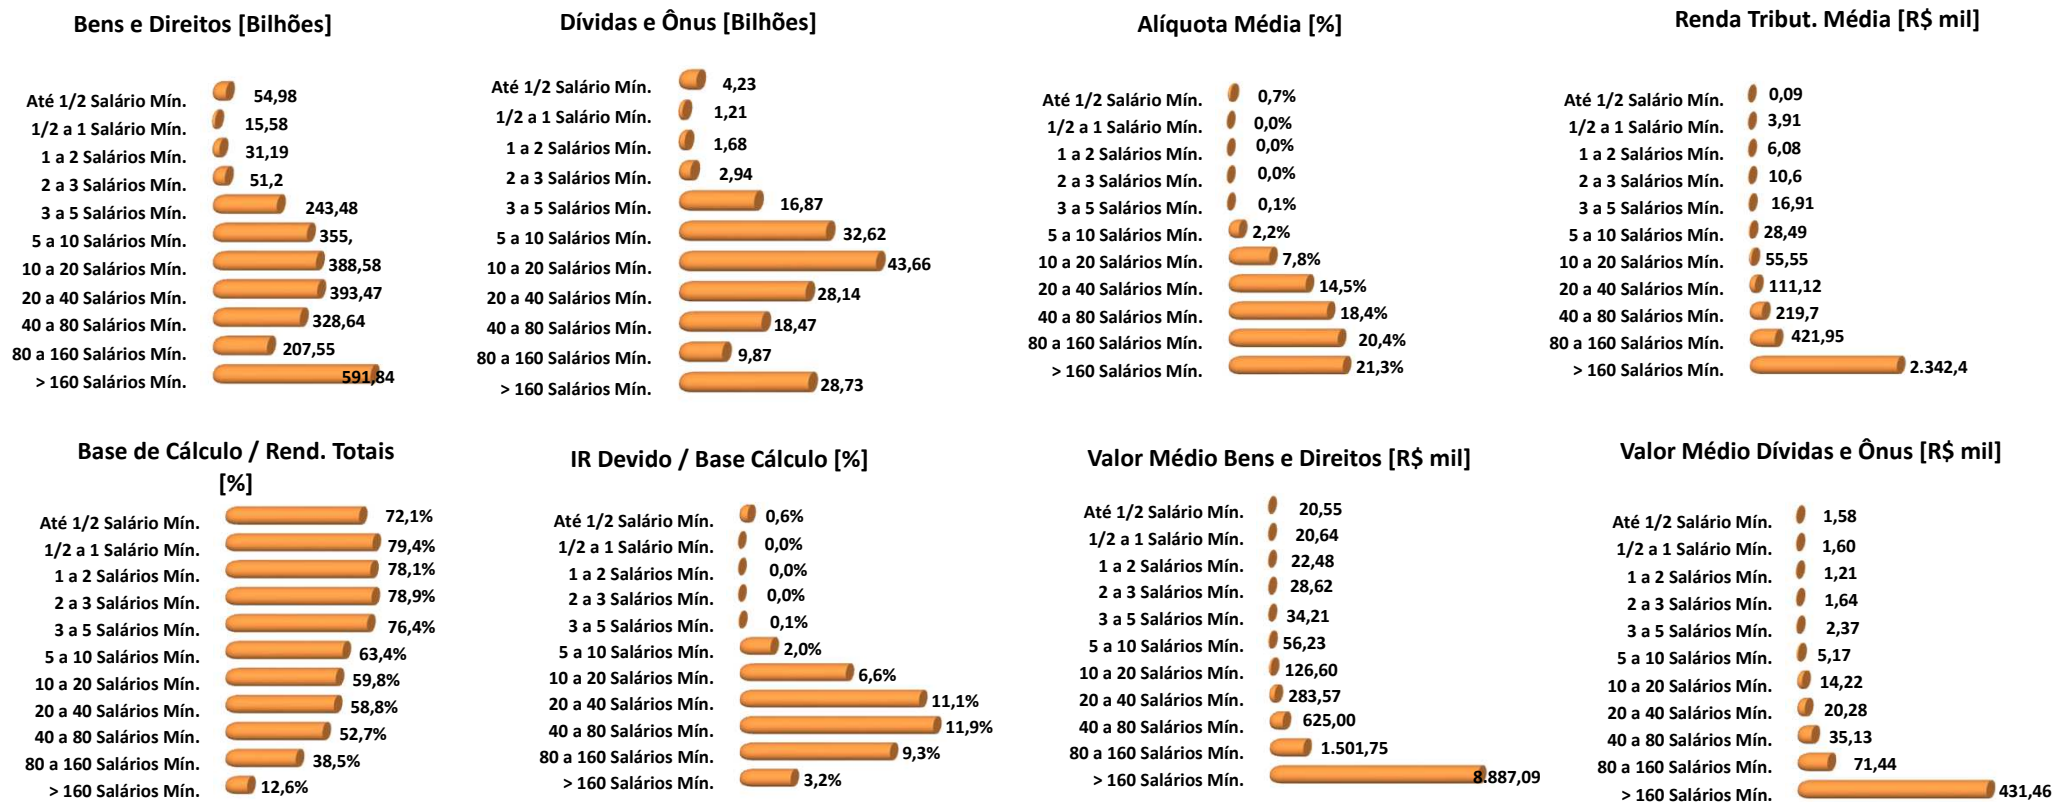 Bens e Direitos [Bilhões]
Até 1/2 Salário Mín. 54,98
1/2 a 1 Salário Mín. 15,58
1 a 2 Salários Mín. 31,19
2 a 3 Salários Mín. 51,2
3 a 5 Salários Mín. 243,48
5 a 10 Salários Mín. 355,
10 a 20 Salários Mín. 388,58
20 a 40 Salários Mín. 393,47
40 a 80 Salários Mín. 328,64
80 a 160 Salários Mín. 207,55
> 160 Salários Mín. 591,84
Dívidas e Ônus [Bilhões]
Até 1/2 Salário Mín. 4,23
1/2 a 1 Salário Mín. 1,21
1 a 2 Salários Mín. 1,68
2 a 3 Salários Mín. 2,94
3 a 5 Salários Mín. 16,87
5 a 10 Salários Mín. 32,62
10 a 20 Salários Mín. 43,66
20 a 40 Salários Mín. 28,14
40 a 80 Salários Mín. 18,47
80 a 160 Salários Mín. 9,87
> 160 Salários Mín. 28,73
Alíquota Média [%]
Até 1/2 Salário Mín. 0,7%
1/2 a 1 Salário Mín. 0,0%
1 a 2 Salários Mín. 0,0%
2 a 3 Salários Mín. 0,0%
3 a 5 Salários Mín. 0,1%
5 a 10 Salários Mín. 2,2%
10 a 20 Salários Mín. 7,8%
20 a 40 Salários Mín. 14,5%
40 a 80 Salários Mín. 18,4%
80 a 160 Salários Mín. 20,4%
> 160 Salários Mín. 21,3%
Renda Tribut. Média [R$ mil]
Até 1/2 Salário Mín. 0,09
1/2 a 1 Salário Mín. 3,91
1 a 2 Salários Mín. 6,08
2 a 3 Salários Mín. 10,6
3 a 5 Salários Mín. 16,91
5 a 10 Salários Mín. 28,49
10 a 20 Salários Mín. 55,55
20 a 40 Salários Mín. 111,12
40 a 80 Salários Mín. 219,7
80 a 160 Salários Mín. 421,95
> 160 Salários Mín. 2.342,4
Base de Cálculo / Rend. Totais
[%]
Até 1/2 Salário Mín. 72,1%
1/2 a 1 Salário Mín. 79,4%
1 a 2 Salários Mín. 78,1%
2 a 3 Salários Mín. 78,9%
3 a 5 Salários Mín. 76,4%
5 a 10 Salários Mín. 63,4%
10 a 20 Salários Mín. 59,8%
20 a 40 Salários Mín. 58,8%
40 a 80 Salários Mín. 52,7%
80 a 160 Salários Mín. 38,5%
> 160 Salários Mín. 12,6%
IR Devido / Base Cálculo [%]
Até 1/2 Salário Mín. 0,6%
1/2 a 1 Salário Mín. 0,0%
1 a 2 Salários Mín. 0,0%
2 a 3 Salários Mín. 0,0%
3 a 5 Salários Mín. 0,1%
5 a 10 Salários Mín. 2,0%
10 a 20 Salários Mín. 6,6%
20 a 40 Salários Mín. 11,1%
40 a 80 Salários Mín. 11,9%
80 a 160 Salários Mín. 9,3%
> 160 Salários Mín. 3,2%
Valor Médio Bens e Direitos [R$ mil]
Até 1/2 Salário Mín. 20,55
1/2 a 1 Salário Mín. 20,64
1 a 2 Salários Mín. 22,48
2 a 3 Salários Mín. 28,62
3 a 5 Salários Mín. 34,21
5 a 10 Salários Mín. 56,23
10 a 20 Salários Mín. 126,60
20 a 40 Salários Mín. 283,57
40 a 80 Salários Mín. 625,00
80 a 160 Salários Mín. 1.501,75
> 160 Salários Mín. 8.887,09
Valor Médio Dívidas e Ônus [R$ mil]
Até 1/2 Salário Mín. 1,58
1/2 a 1 Salário Mín. 1,60
1 a 2 Salários Mín. 1,21
2 a 3 Salários Mín. 1,64
3 a 5 Salários Mín. 2,37
5 a 10 Salários Mín. 5,17
10 a 20 Salários Mín. 14,22
20 a 40 Salários Mín. 20,28
40 a 80 Salários Mín. 35,13
80 a 160 Salários Mín. 71,44
> 160 Salários Mín. 431,46